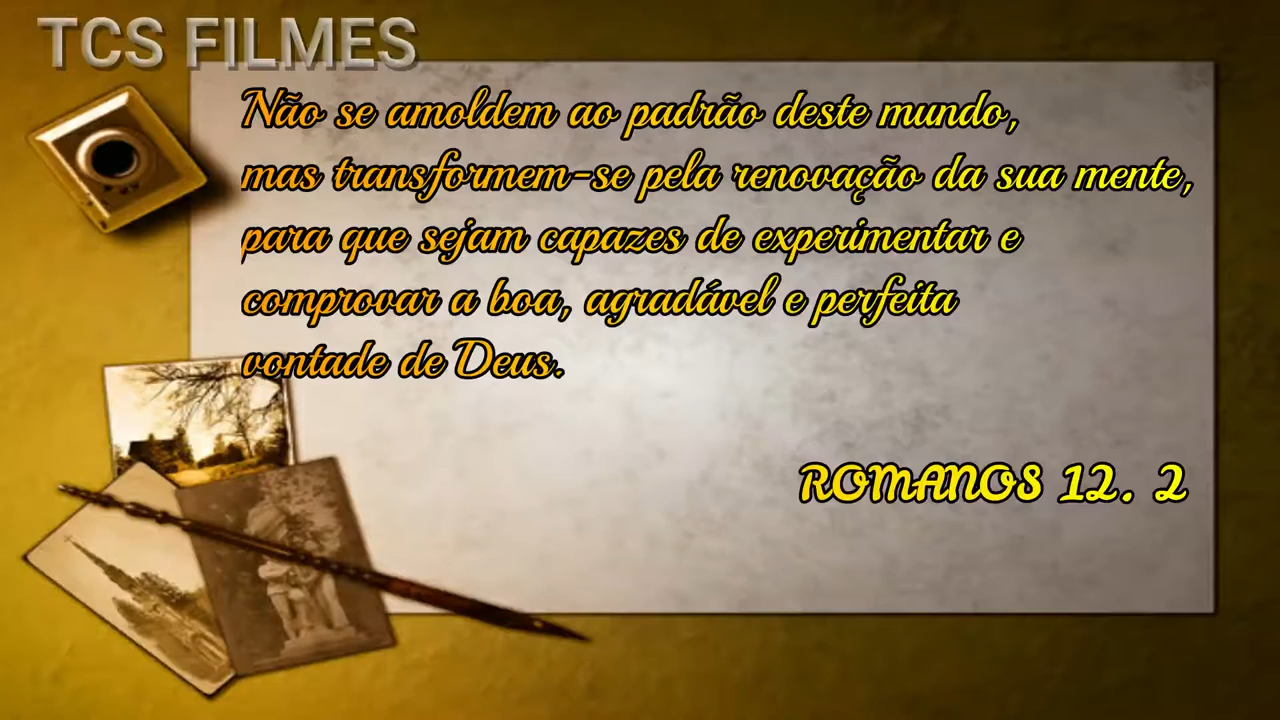 TCS FILMES
Não se amoldem ao padrão deste mundo,
mas transformem-se pela renovação da sua mente,
para que sejam capazes de experimentar e
comprovar a boa, agradável e perfeita
vontade de Deus.
ROMANOS 12. 2